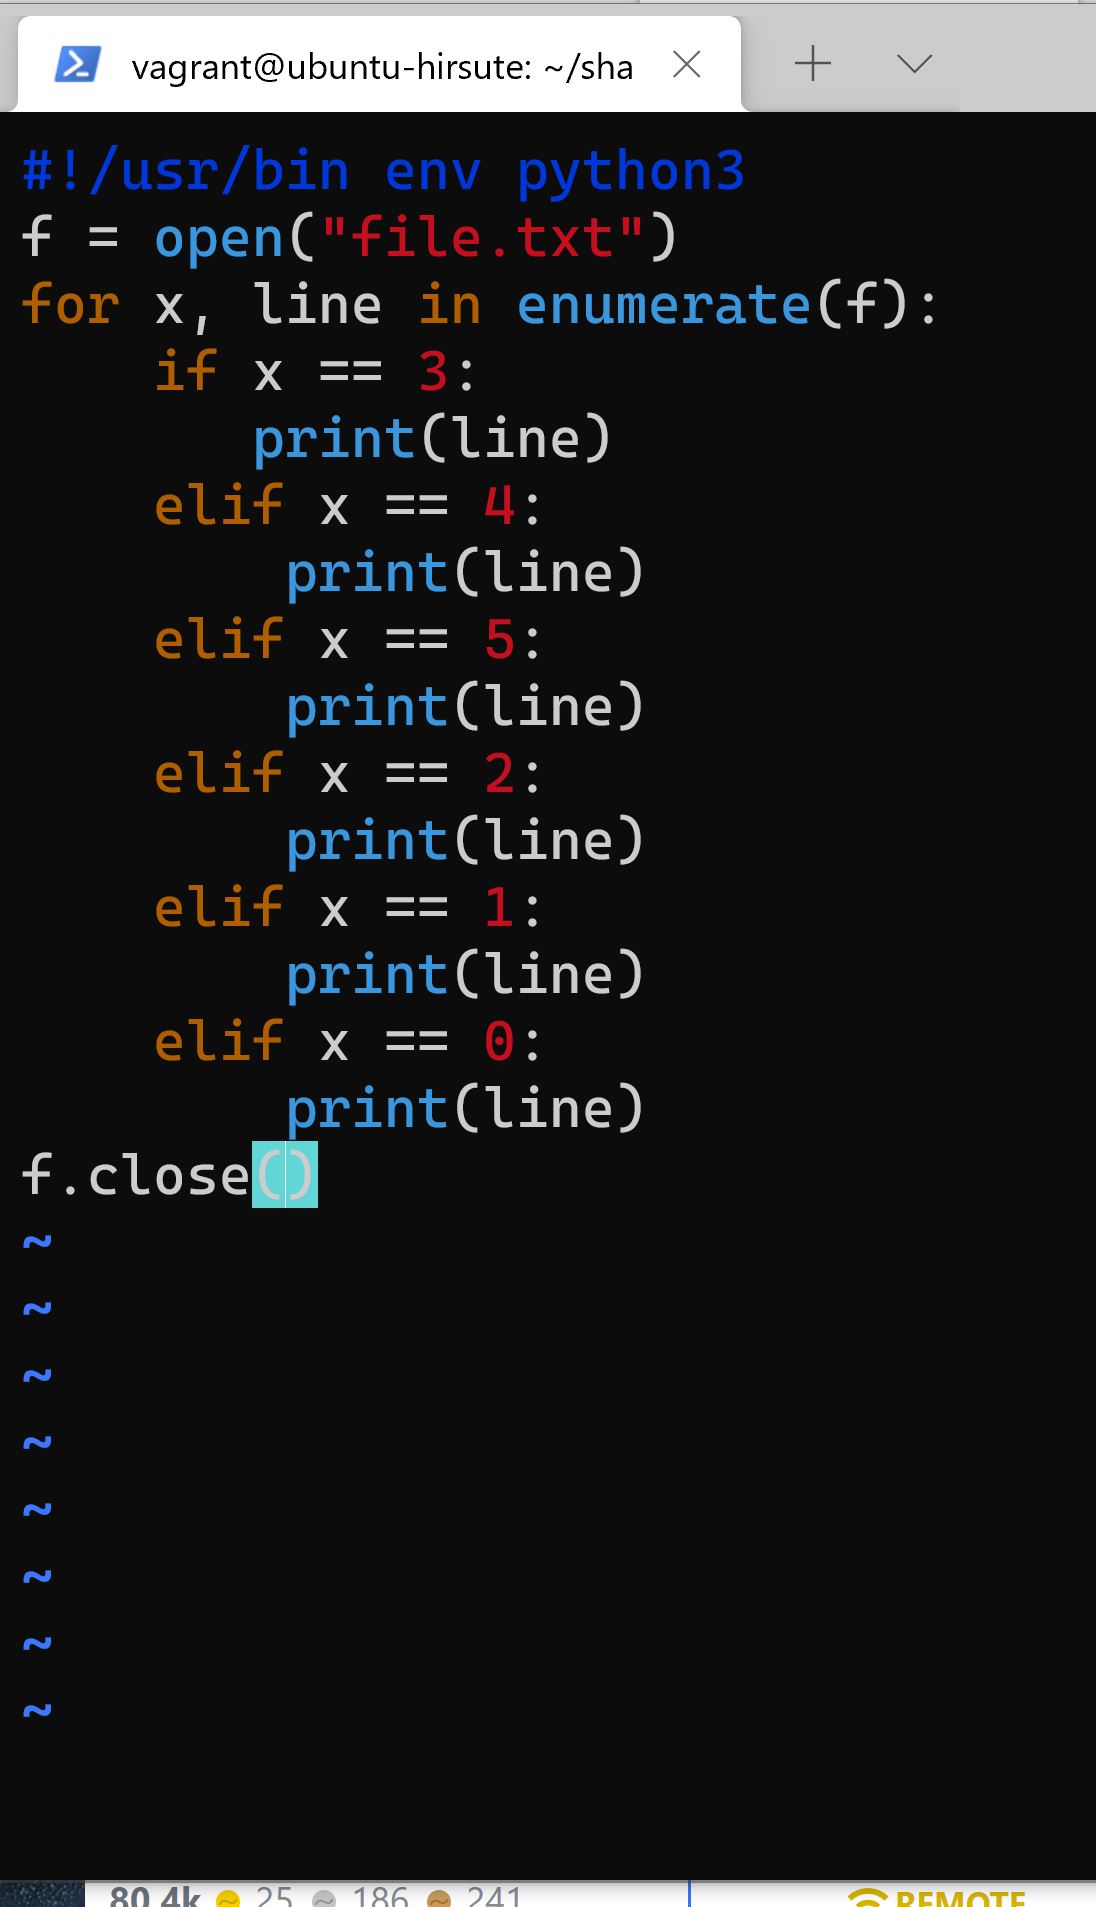 vagrant@ubuntu-hirsute: ~/sha
#!/usr/bin env python3
f = open("file.txt")
for x, line in enumerate(f):
    if x == 3:
       print(line)
    elif x == 4:
        print(line)
    elif x == 5:
        print(line)
    elif x == 2:
        print(line)
    elif x == 1:
        print(line)
    elif x == 0:
        print(line)
f.close()
~
~
~
~
~
~
~
~
80.4k 25 186 241 REMOTE